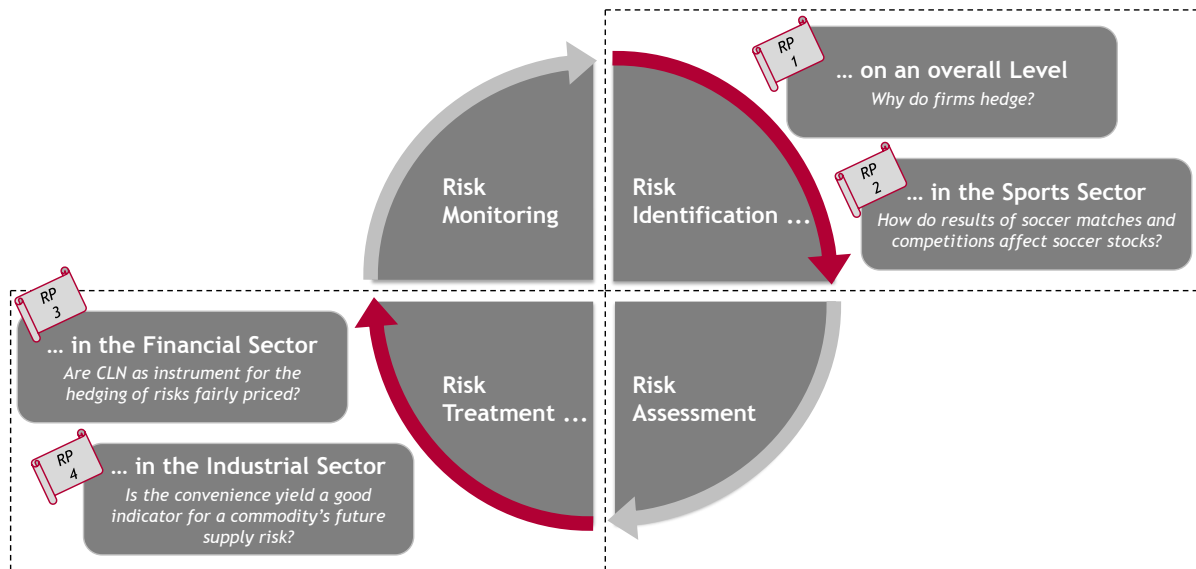 RP
1
... on an overall Level
Why do firms hedge?
RP
2
... in the Sports Sector
How do results of soccer matches and
competitions affect soccer stocks?
Risk
Monitoring
Risk
Identification ...
RP
3
... in the Financial Sector
Are CLN as instrument for the
hedging of risks fairly priced?
Risk
Treatment ...
Risk
Assessment
RP
4
... in the Industrial Sector
Is the convenience yield a good
indicator for a commodity's future
supply risk?